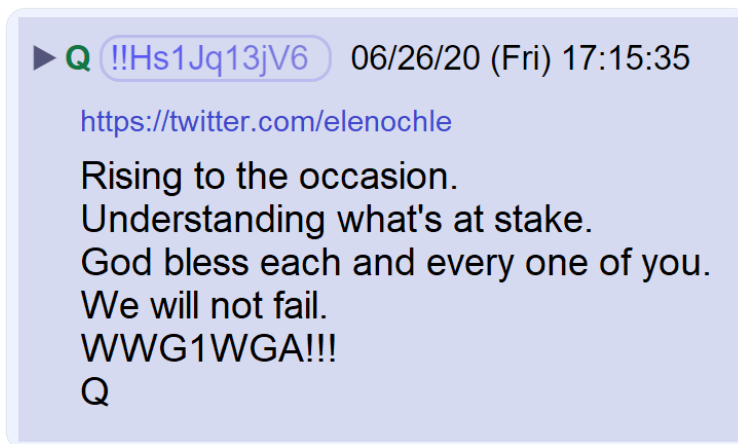 Q !!Hs1Jq13jV6 06/26/20 (Fri) 17:15:35
https://twitter.com/elenochle
Rising to the occasion.
Understanding what's at stake.
God bless each and every one of you.
We will not fail.
WWG1WGA!!!
Q